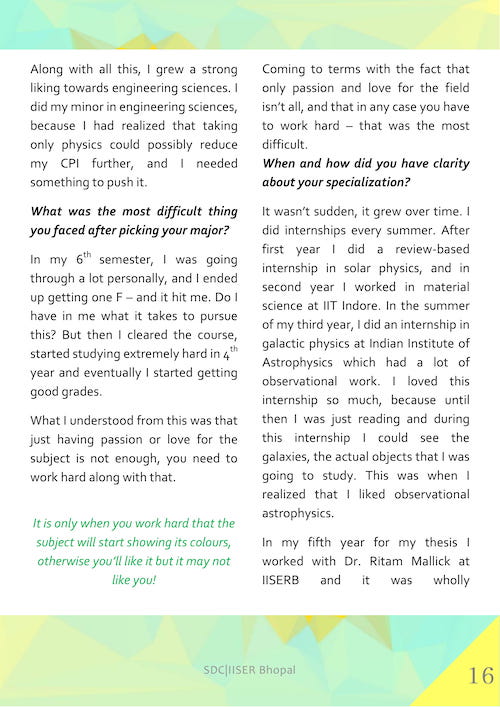 Along with all this, I grew a strong
liking towards engineering sciences. I
did my minor in engineering sciences,
because I had realized that taking
only physics could possibly reduce
my CPI further, and I needed
something to push it.
What was the most difficult thing
you faced after picking your major?
In my 6th semester, I was going
through a lot personally, and I ended
up getting one F – and it hit me. Do I
have in me what it takes to pursue
this? But then I cleared the course,
started studying extremely hard in 4th
year and eventually I started getting
good grades.
What I understood from this was that
just having passion or love for the
subject is not enough, you need to
work hard along with that.
It is only when you work hard that the
subject will start showing its colours,
otherwise you'll like it but it may not
like you!
Coming to terms with the fact that
only passion and love for the field
isn't all, and that in any case you have
to work hard – that was the most
difficult.
When and how did you have clarity
about your specialization?
It wasn't sudden, it grew over time. I
did internships every summer. After
first year I did a review-based
internship in solar physics, and in
second year I worked in material
science at IIT Indore. In the summer
of my third year, I did an internship in
galactic physics at Indian Institute of
Astrophysics which had a lot of
observational work. I loved this
internship so much, because until
then I was just reading and during
this internship I could see the
galaxies, the actual objects that I was
going to study. This was when I
realized that I liked observational
astrophysics.
In my fifth year for my thesis I
worked with Dr. Ritam Mallick at
IISERB and it was wholly
SDC|IISER Bhopal
16